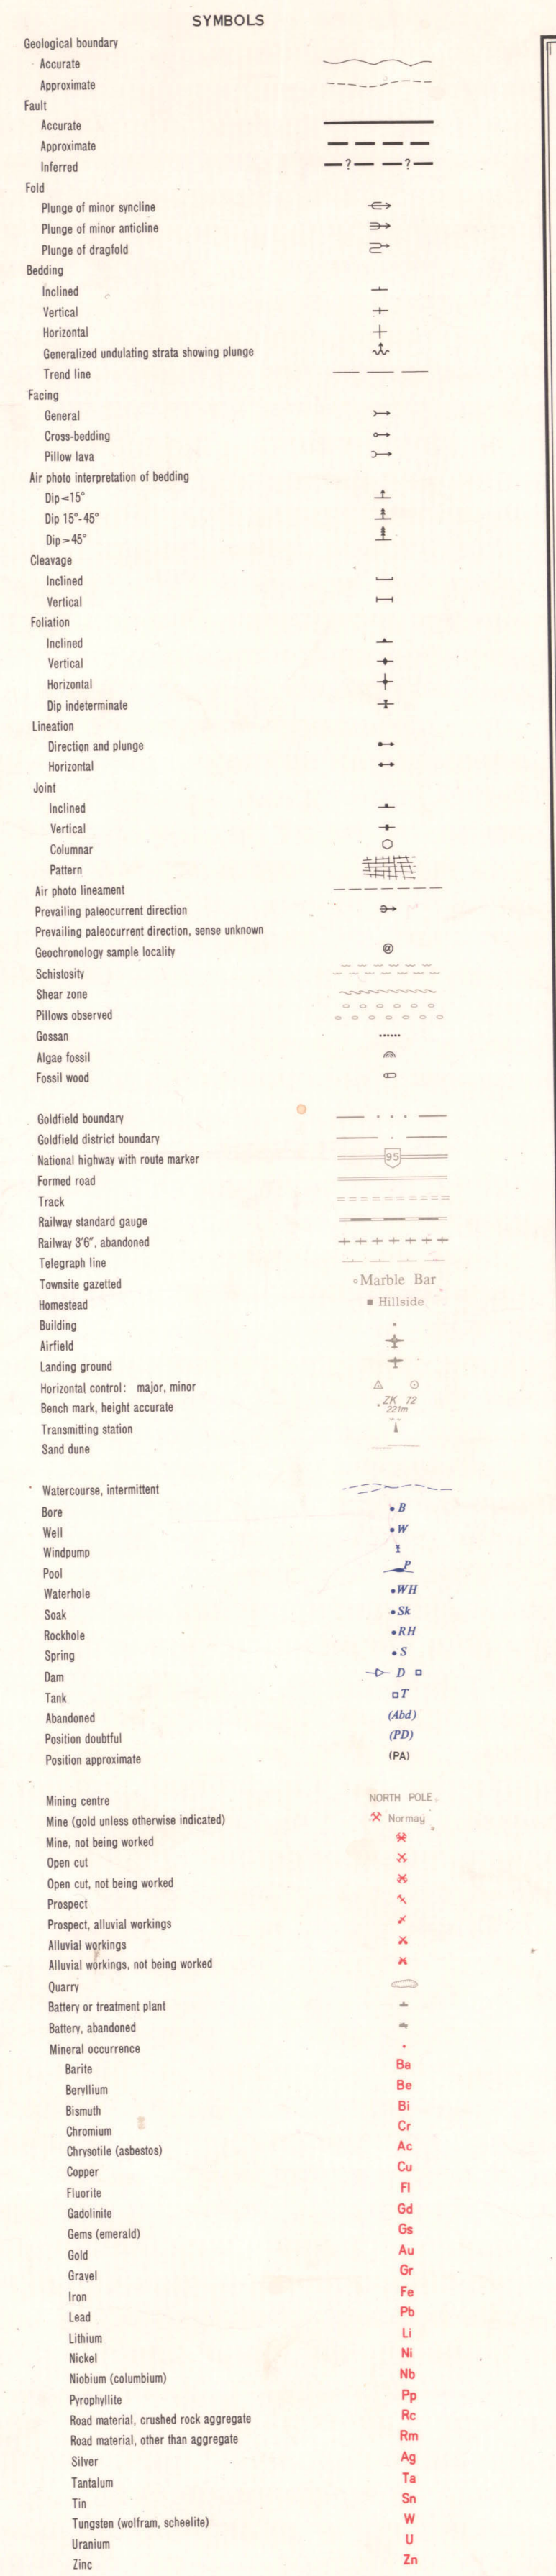 SYMBOLS
Geological boundary
Accurate
Approximate
Fault
Accurate
Approximate
Inferred — ? — — ? —
Fold
Plunge of minor syncline
Plunge of minor anticline
Plunge of dragfold
Bedding
Inclined
Vertical
Horizontal
Generalized undulating strata showing plunge
Trend line
Facing
General
Cross-bedding
Pillow lava
Air photo interpretation of bedding
Dip <15°
Dip 15°-45°
Dip >45°
Cleavage
Inclined
Vertical
Foliation
Inclined
Vertical
Horizontal
Dip indeterminate
Lineation
Direction and plunge
Horizontal
Joint
Inclined
Vertical
Columnar
Pattern
Air photo lineament
Prevailing paleocurrent direction
Prevailing paleocurrent direction, sense unknown
Geochronology sample locality
Schistosity
Shear zone
Pillows observed
Gossan
Algae fossil
Fossil wood
Goldfield boundary
Goldfield district boundary
National highway with route marker 95
Formed road
Track
Railway standard gauge
Railway 3'6", abandoned
Telegraph line
Townsite gazetted Marble Bar
Homestead Hillside
Building
Airfield
Landing ground
Horizontal control: major, minor
Bench mark, height accurate ZK 72
221m
Transmitting station
Sand dune
Watercourse, intermittent
Bore B
Well W
Windpump
Pool P
Waterhole WH
Soak Sk
Rockhole RH
Spring S
Dam D
Tank T
Abandoned (Abd)
Position doubtful (PD)
Position approximate (PA)
Mining centre NORTH POLE
Mine (gold unless otherwise indicated) Normay
Mine, not being worked
Open cut
Open cut, not being worked
Prospect
Prospect, alluvial workings
Alluvial workings
Alluvial workings, not being worked
Quarry
Battery or treatment plant
Battery, abandoned
Mineral occurrence
Barite Ba
Beryllium Be
Bismuth Bi
Chromium Cr
Chrysotile (asbestos) Ac
Copper Cu
Fluorite Fl
Gadolinite Gd
Gems (emerald) Gs
Gold Au
Gravel Gr
Iron Fe
Lead Pb
Lithium Li
Nickel Ni
Niobium (columbium) Nb
Pyrophyllite Pp
Road material, crushed rock aggregate Rc
Road material, other than aggregate Rm
Silver Ag
Tantalum Ta
Tin Sn
Tungsten (wolfram, scheelite) W
Uranium U
Zinc Zn